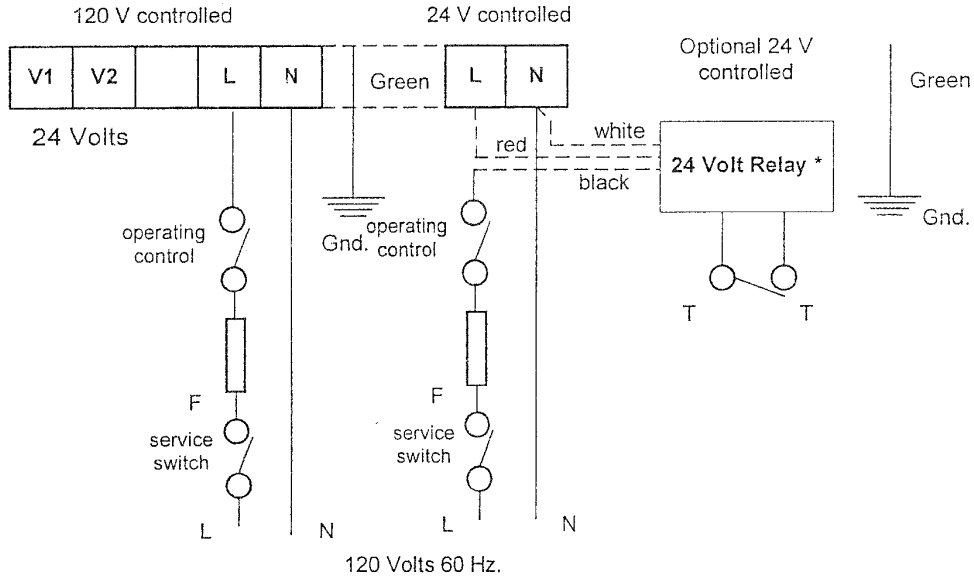 120 V controlled
24 V controlled
Optional 24 V
controlled
V1 V2 L N
Green
L N
Green
24 Volts
red
white
black
24 Volt Relay *
operating
control
Gnd.
operating
control
Gnd.
T T
F
F
service
switch
service
switch
L N
L N
120 Volts 60 Hz.